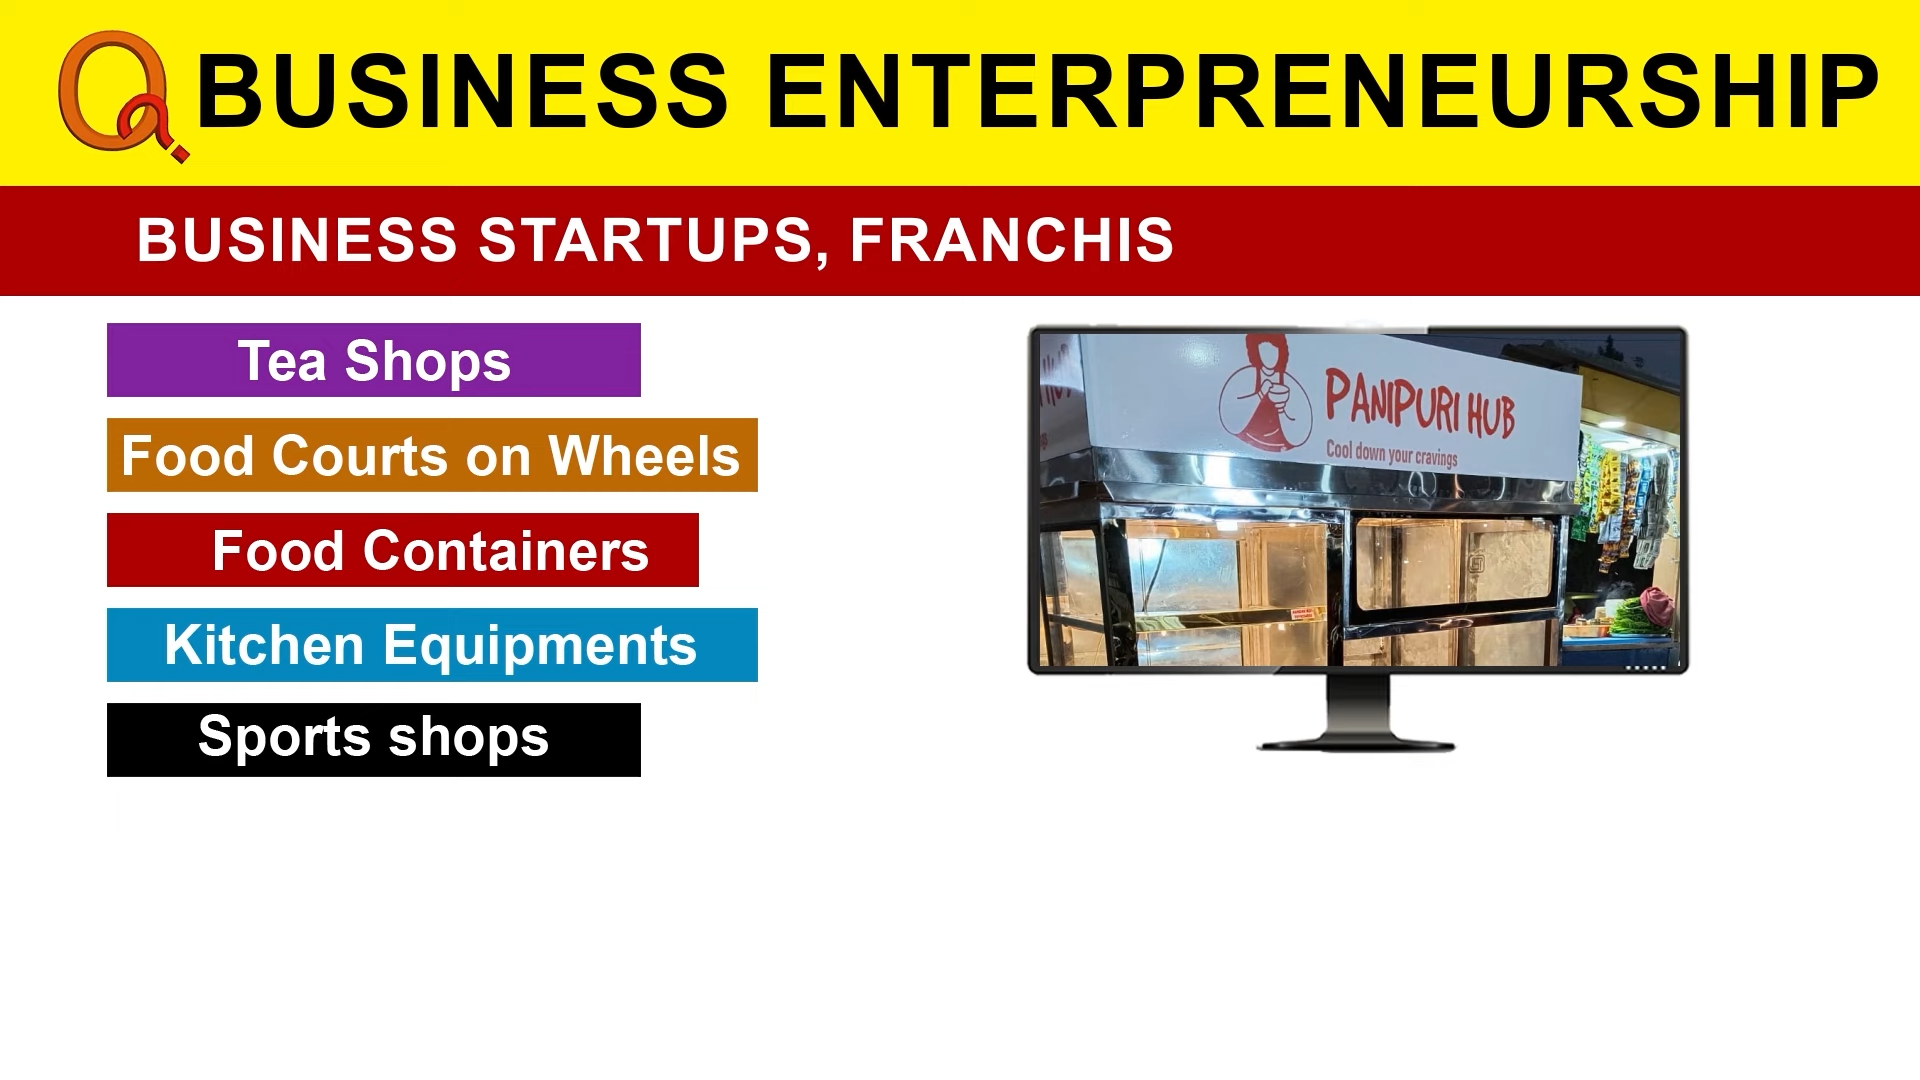 BUSINESS ENTERPRENEURSHIP
BUSINESS STARTUPS, FRANCHIS
Tea Shops
Food Courts on Wheels
Food Containers
Kitchen Equipments
Sports shops
PANIPURI HUB
Cool down your cravings